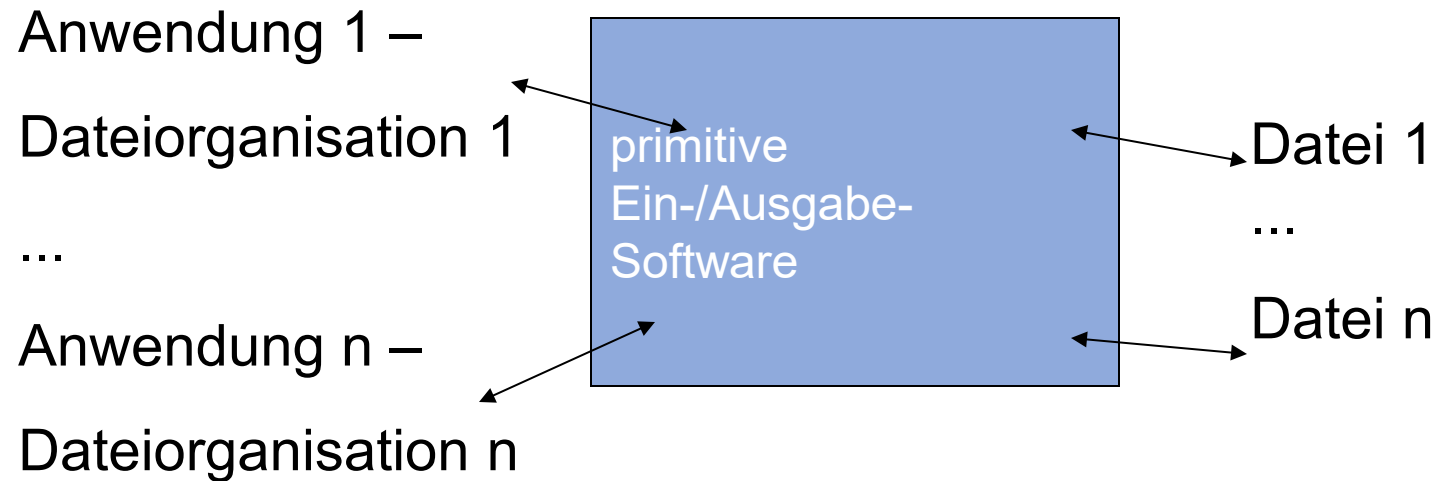 Anwendung 1 –
Dateiorganisation 1
...
Anwendung n –
Dateiorganisation n
primitive
Ein-/Ausgabe-
Software
Datei 1
...
Datei n